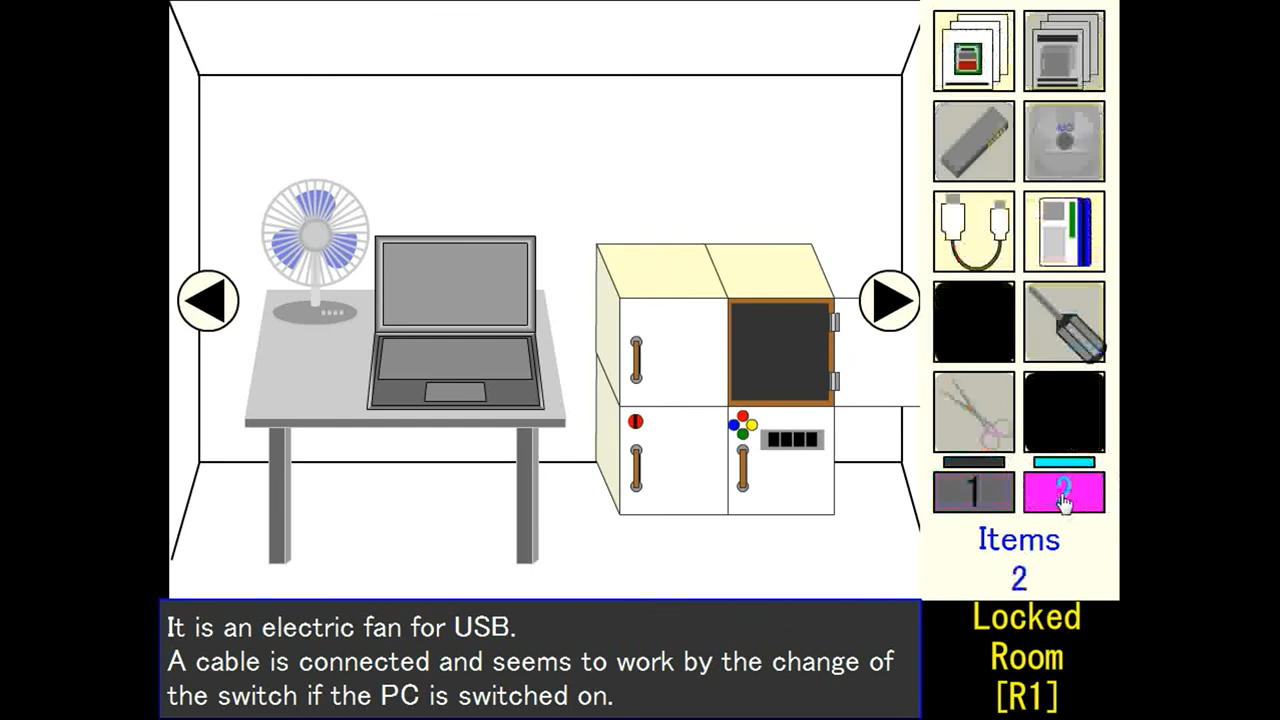 1
2
Items
2
It is an electric fan for USB.
A cable is connected and seems to work by the change of
the switch if the PC is switched on.
Locked
Room
[R1]